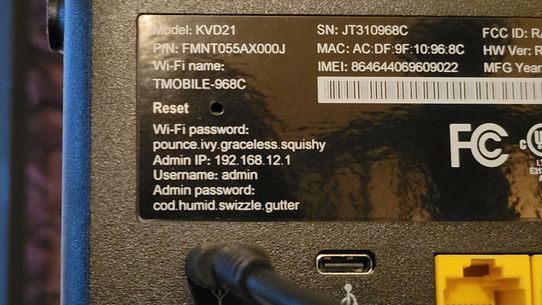 Model: KVD21 SN: JT310968C FCC ID: RA
P/N: FMNT055AX000J MAC: AC:DF:9F:10:96:8C HW Ver: R
Wi-Fi name: IMEI: 864644069609022 MFG Year
TMOBILE-968C
Reset
Wi-Fi password:
pounce.ivy.graceless.squishy
Admin IP: 192.168.12.1
Username: admin
Admin password:
cod.humid.swizzle.gutter
FC
c UL